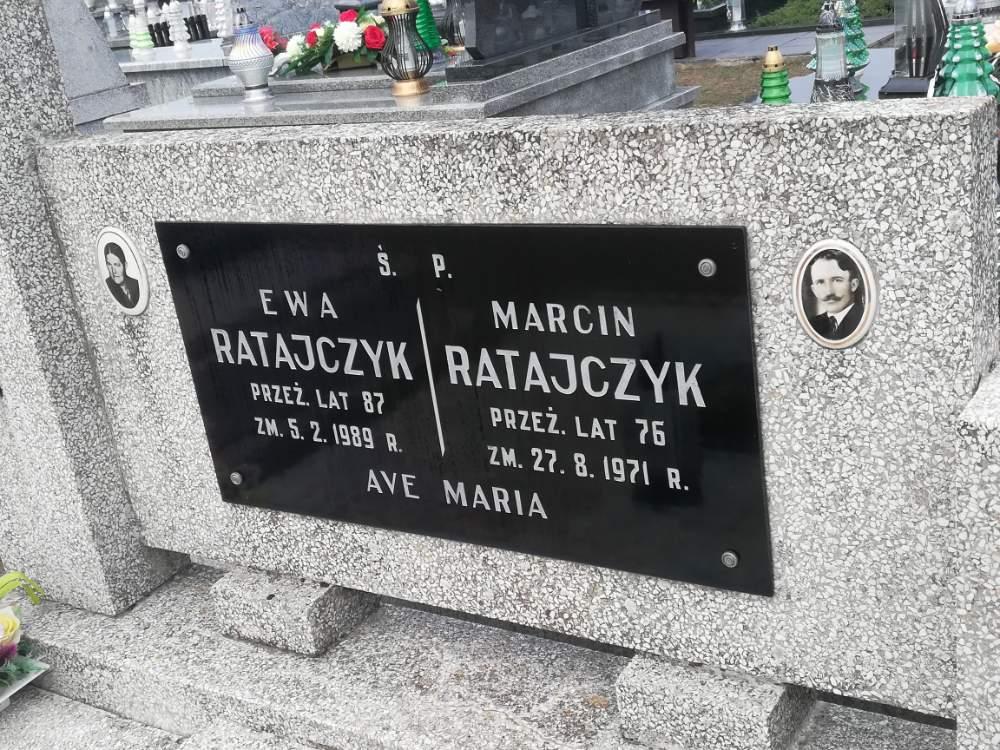 Ś. P.
EWA
RATAJCZYK
PRZEŻ. LAT 87
ZM. 5. 2. 1989 R.
MARCIN
RATAJCZYK
PRZEŻ. LAT 76
ZM. 27. 8. 1971 R.
AVE MARIA